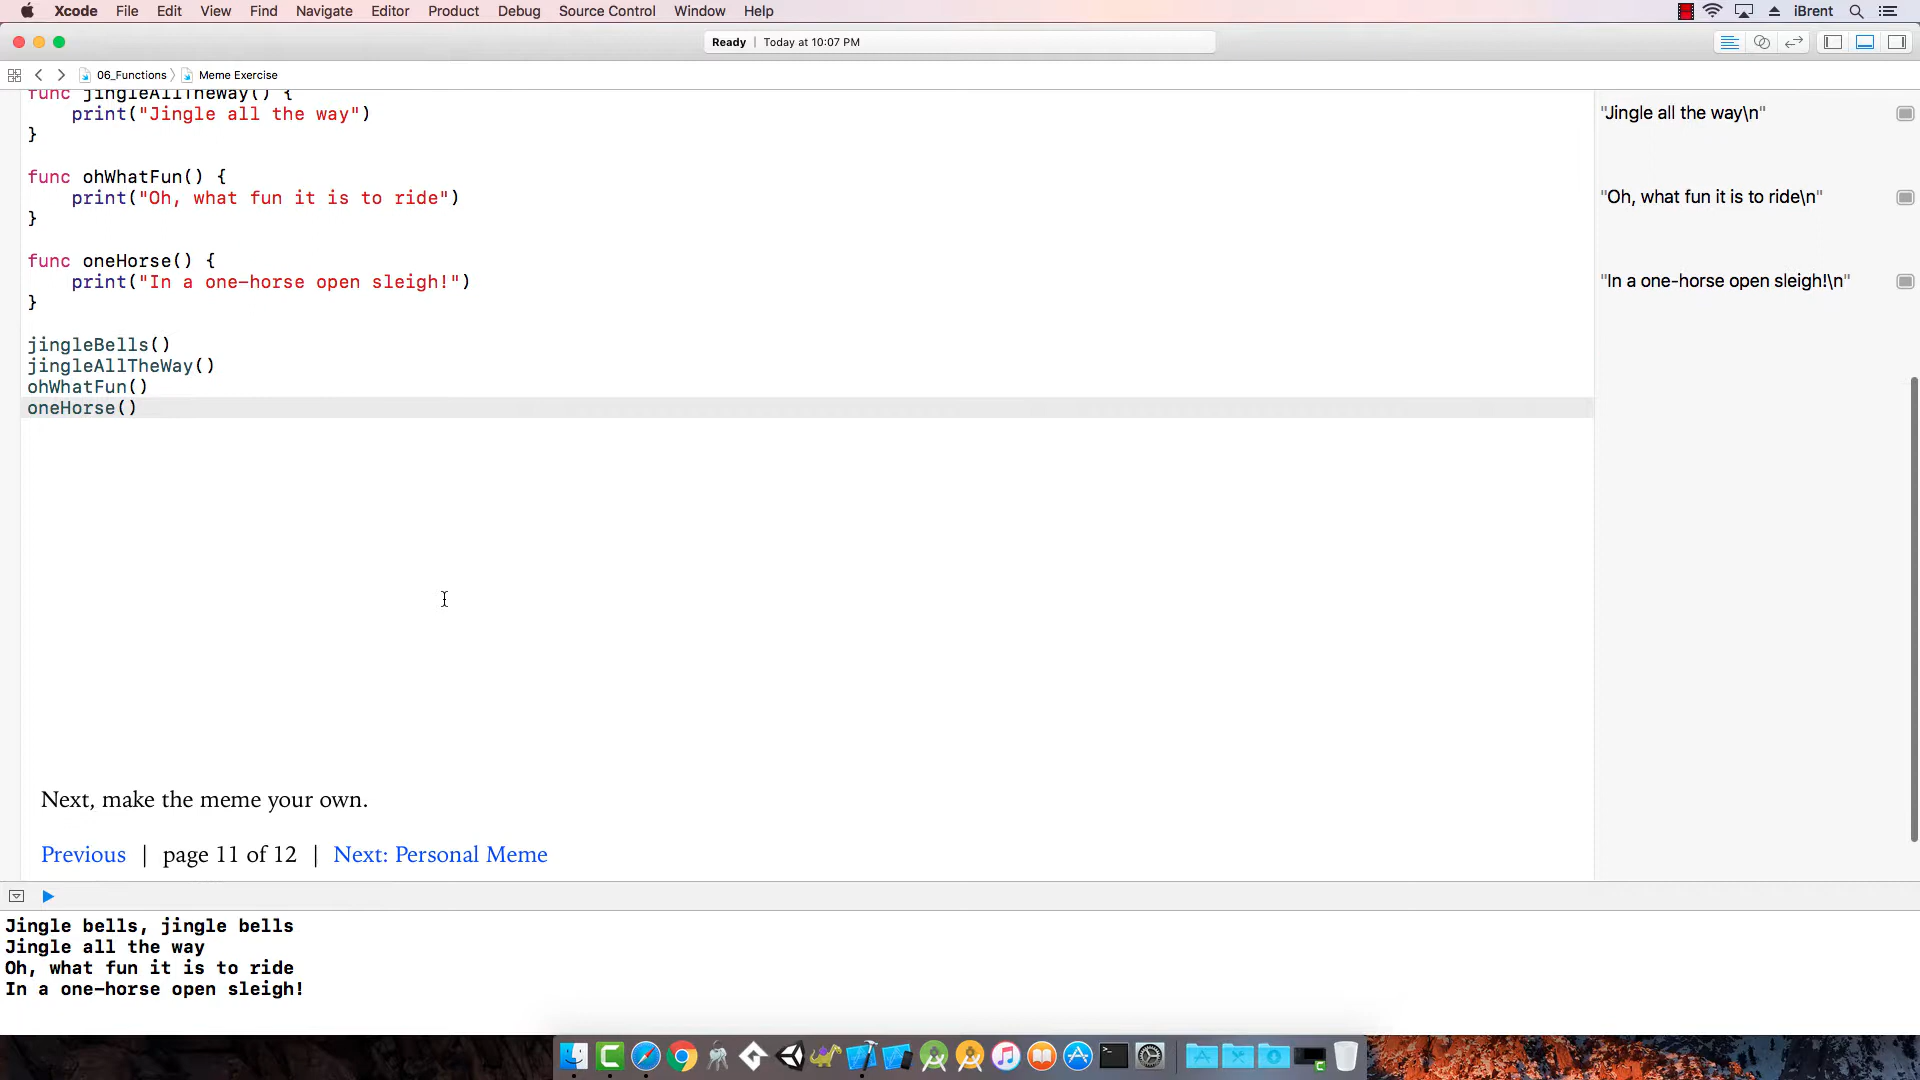 Xcode File Edit View Find Navigate Editor Product Debug Source Control Window Help iBrent
Ready | Today at 10:07 PM
06_Functions Meme Exercise
func jingleAllTheWay() {
print("Jingle all the way")
}
func ohWhatFun() {
print("Oh, what fun it is to ride")
}
func oneHorse() {
print("In a one-horse open sleigh!")
}
jingleBells()
jingleAllTheWay()
ohWhatFun()
oneHorse()
"Jingle all the way\n"
"Oh, what fun it is to ride\n"
"In a one-horse open sleigh!\n"
Next, make the meme your own.
Previous | page 11 of 12 | Next: Personal Meme
Jingle bells, jingle bells
Jingle all the way
Oh, what fun it is to ride
In a one-horse open sleigh!